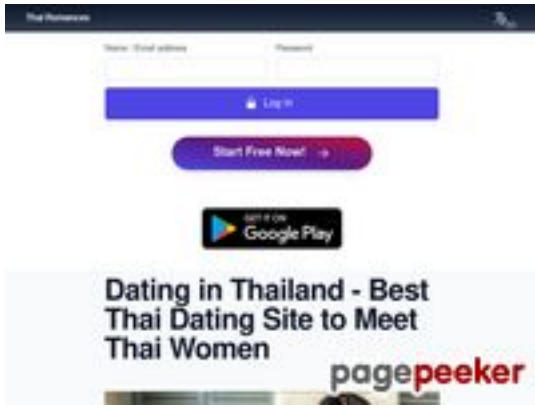 Thai Romances
Name / Email address Password
Log in
Start Free Now! →
GET IT ON
Google Play
Dating in Thailand - Best
Thai Dating Site to Meet
Thai Women
pagepeeker